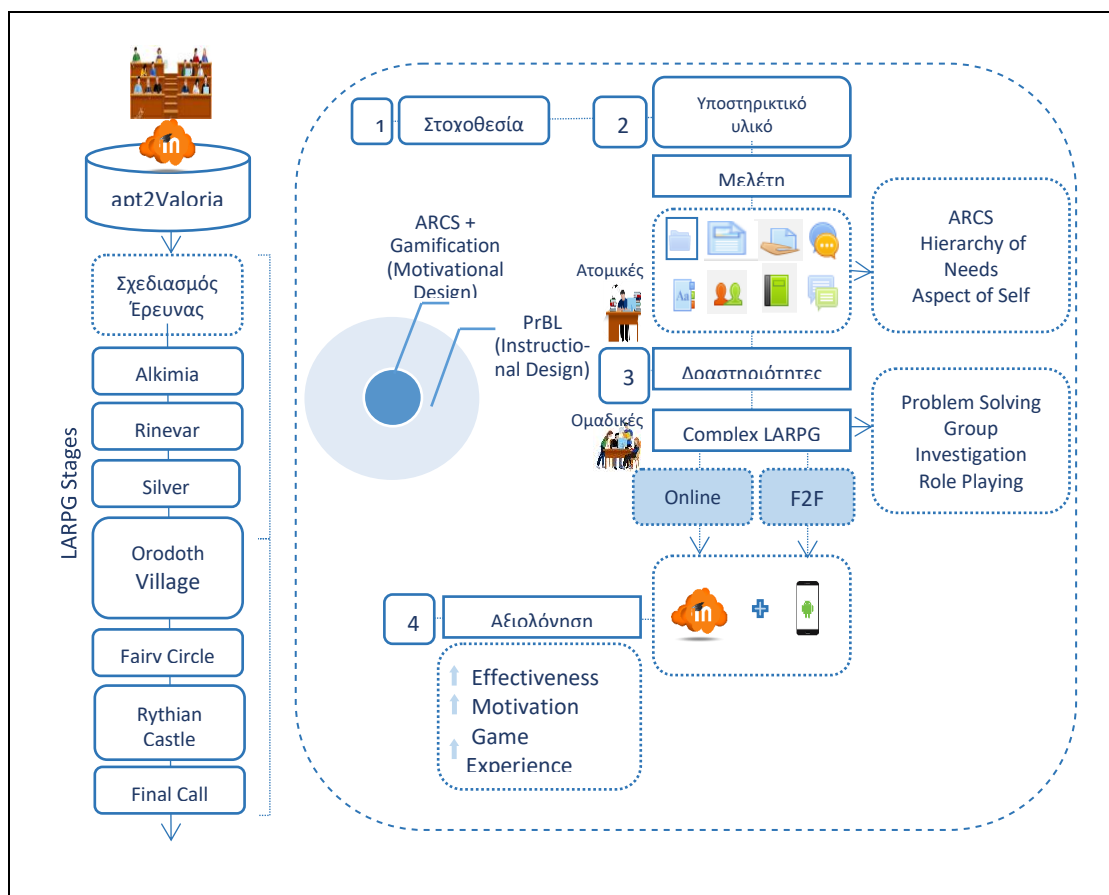 apt2Valoria
Σχεδιασμός
Έρευνας
LARPG Stages
Alkimia
Rinevar
Silver
Orodoth
Village
Fairy Circle
Rythian
Castle
Final Call
1
Στοχοθεσία
2
Υποστηρικτικό
υλικό
Μελέτη
ARCS +
Gamification
(Motivational
Design)
PrBL
(Instructio-
nal Design)
Ατομικές
Aa
ARCS
Hierarchy of
Needs
Aspect of Self
3
Δραστηριότητες
Ομαδικές
Complex LARPG
Problem Solving
Group
Investigation
Role Playing
Online
F2F
m
4
Αξιολόγηση
Effectiveness
Motivation
Game
Experience